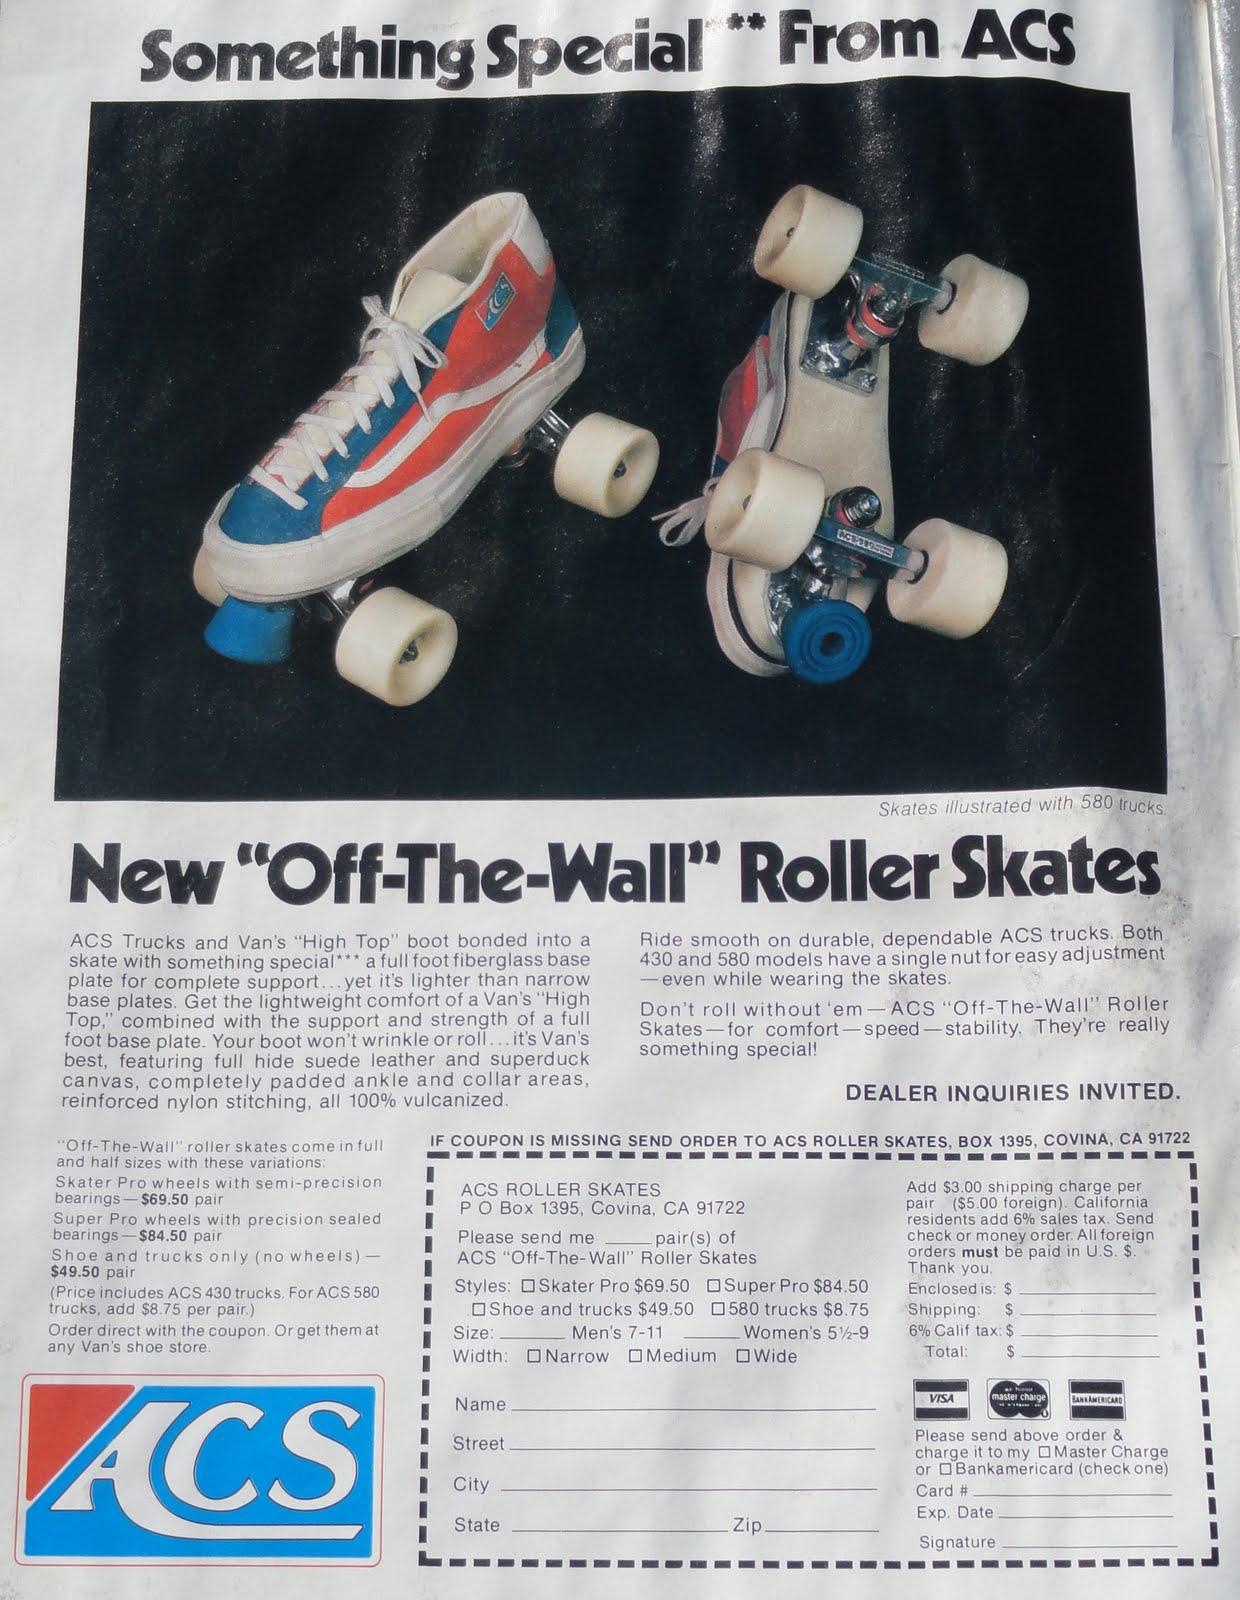 Something Special** From ACS
ACS
Skates illustrated with 580 trucks.
New "Off-The-Wall" Roller Skates
ACS Trucks and Van's "High Top" boot bonded into a
skate with something special*** a full foot fiberglass base
plate for complete support...yet it's lighter than narrow
base plates. Get the lightweight comfort of a Van's "High
Top," combined with the support and strength of a full
foot base plate. Your boot won't wrinkle or roll...it's Van's
best, featuring full hide suede leather and superduck
canvas, completely padded ankle and collar areas,
reinforced nylon stitching, all 100% vulcanized.
Ride smooth on durable, dependable ACS trucks. Both
430 and 580 models have a single nut for easy adjustment
—even while wearing the skates.
Don't roll without 'em—ACS "Off-The-Wall" Roller
Skates—for comfort—speed—stability. They're really
something special!
DEALER INQUIRIES INVITED.
"Off-The-Wall" roller skates come in full
and half sizes with these variations:
Skater Pro wheels with semi-precision
bearings—$69.50 pair
Super Pro wheels with precision sealed
bearings—$84.50 pair
Shoe and trucks only (no wheels)—
$49.50 pair
(Price includes ACS 430 trucks. For ACS 580
trucks, add $8.75 per pair.)
Order direct with the coupon. Or get them at
any Van's shoe store.
ACS
IF COUPON IS MISSING SEND ORDER TO ACS ROLLER SKATES, BOX 1395, COVINA, CA 91722
ACS ROLLER SKATES
P O Box 1395, Covina, CA 91722
Please send me ____ pair(s) of
ACS "Off-The-Wall" Roller Skates
Styles: ☐Skater Pro $69.50 ☐Super Pro $84.50
☐Shoe and trucks $49.50 ☐580 trucks $8.75
Size: ______ Men's 7-11 ______Women's 5½-9
Width: ☐Narrow ☐Medium ☐Wide
Name
Street
City
State Zip
Add $3.00 shipping charge per
pair ($5.00 foreign). California
residents add 6% sales tax. Send
check or money order. All foreign
orders must be paid in U.S. $.
Thank you.
Enclosed is: $
Shipping: $
6% Calif tax: $
Total: $
VISA master charge BANKAMERICARD
Please send above order &
charge it to my ☐Master Charge
or ☐Bankamericard (check one)
Card #
Exp. Date
Signature